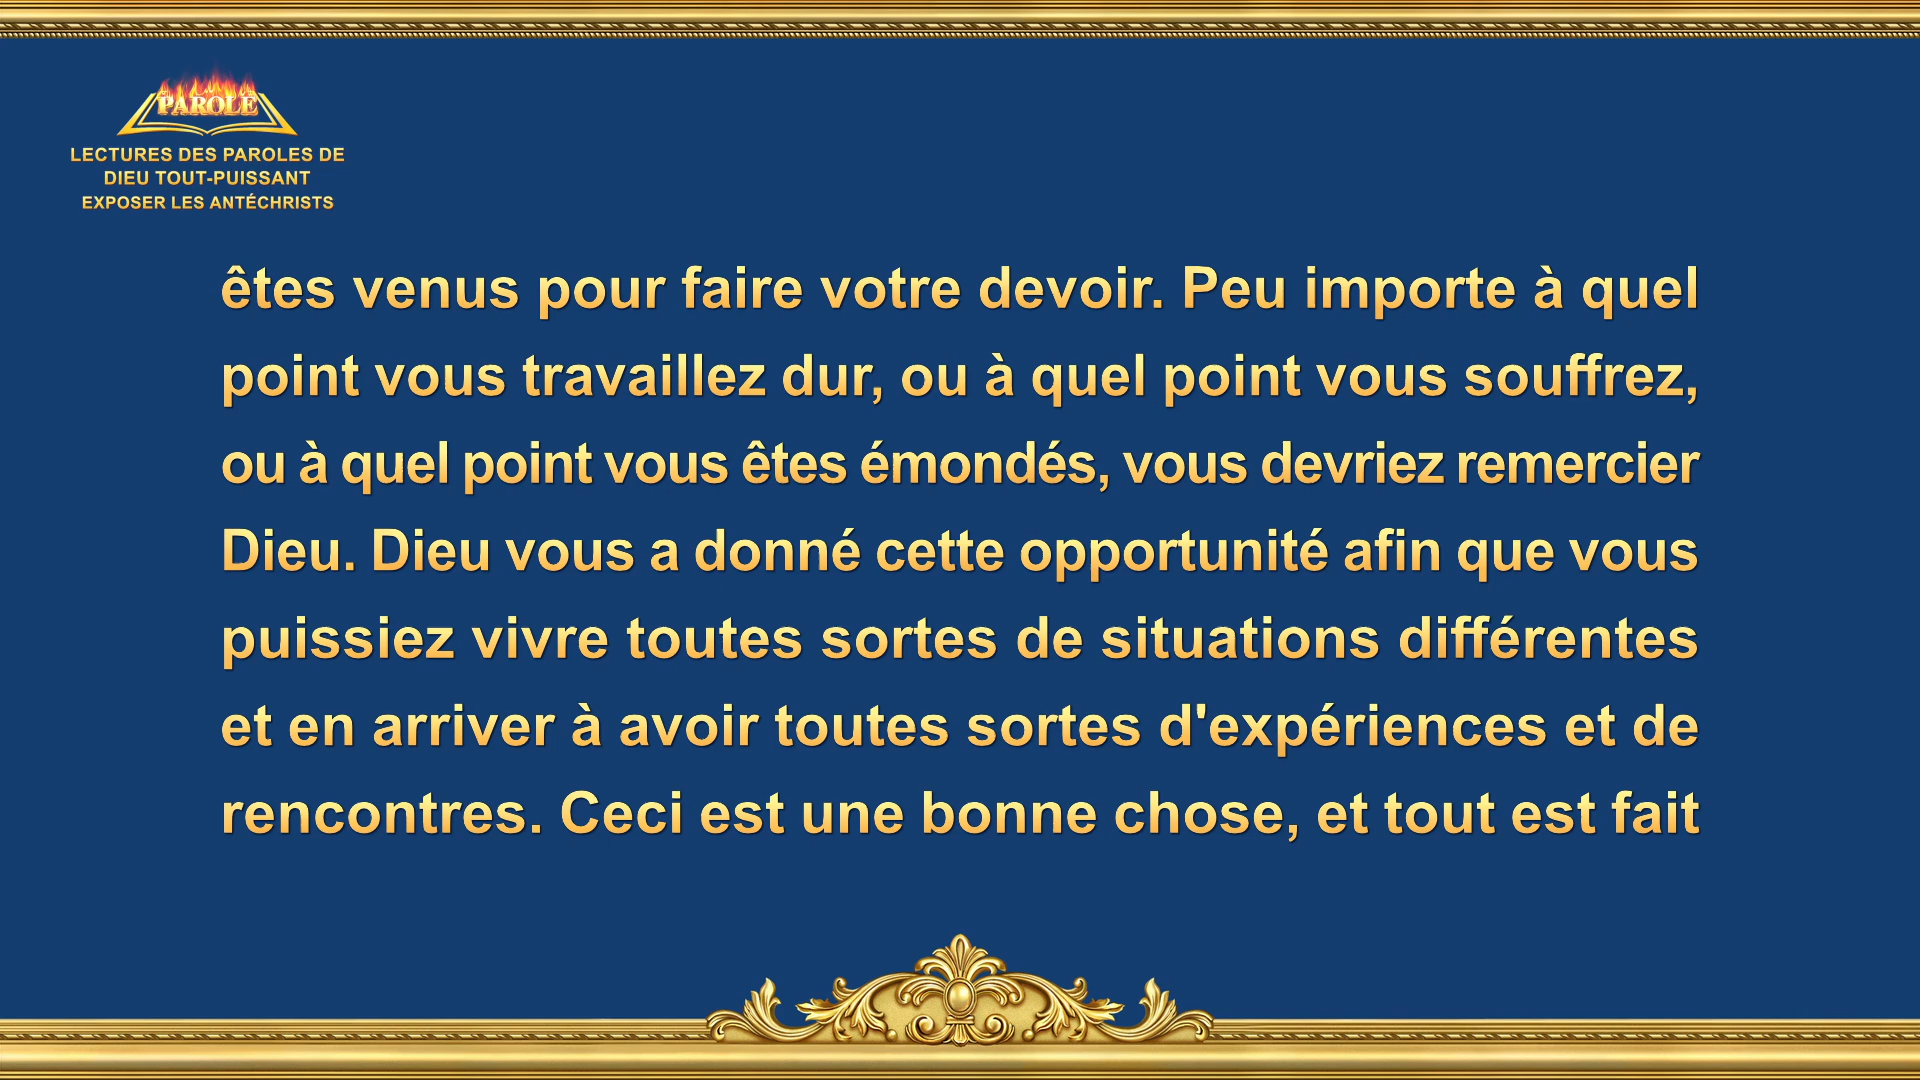 PAROLE
LECTURES DES PAROLES DE
DIEU TOUT-PUISSANT
EXPOSER LES ANTÉCHRISTS
êtes venus pour faire votre devoir. Peu importe à quel
point vous travaillez dur, ou à quel point vous souffrez,
ou à quel point vous êtes émondés, vous devriez remercier
Dieu. Dieu vous a donné cette opportunité afin que vous
puissiez vivre toutes sortes de situations différentes
et en arriver à avoir toutes sortes d'expériences et de
rencontres. Ceci est une bonne chose, et tout est fait